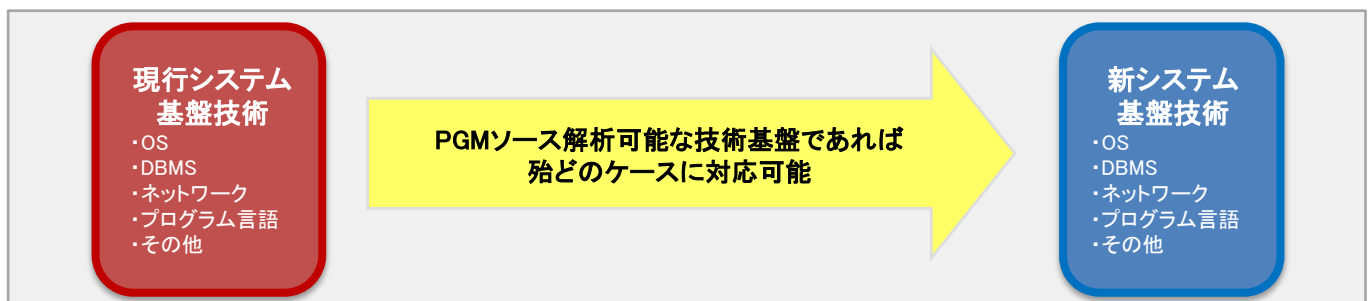 現行システム
基盤技術
・OS
・DBMS
・ネットワーク
・プログラム言語
・その他
PGMソース解析可能な技術基盤であれば
殆どのケースに対応可能
新システム
基盤技術
・OS
・DBMS
・ネットワーク
・プログラム言語
・その他